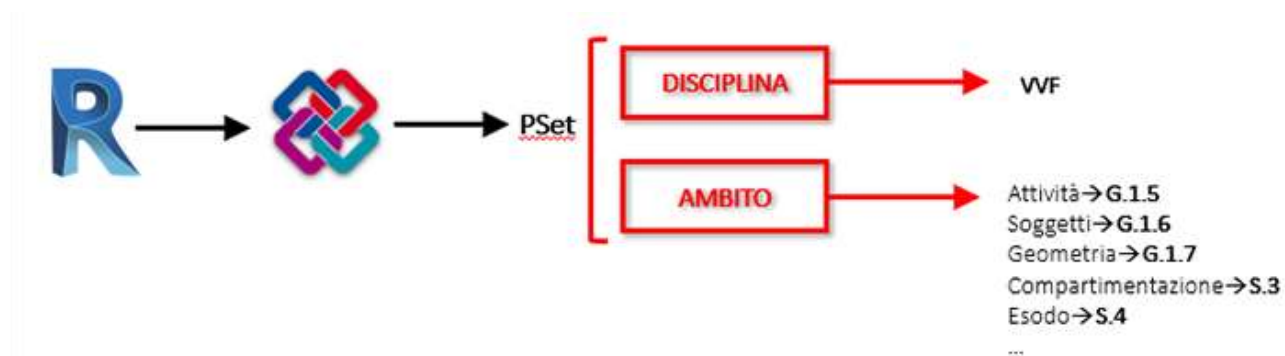 PSet
DISCIPLINA
VVF
AMBITO
Attività→G.1.5
Soggetti→G.1.6
Geometria→G.1.7
Compartimentazione→S.3
Esodo→S.4
...